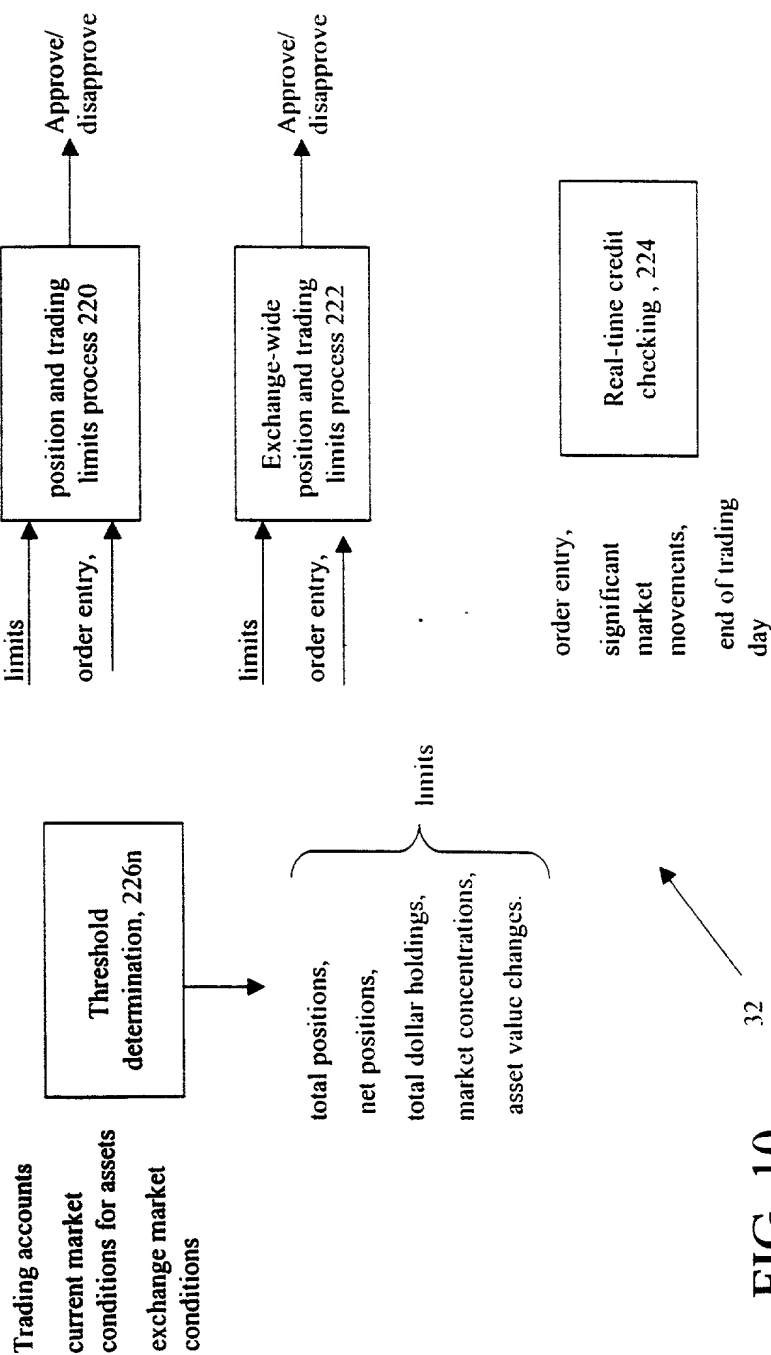 Trading accounts
current market
conditions for assets
exchange market
conditions
Threshold
determination, 226n
total positions,
net positions,
total dollar holdings,
market concentrations,
asset value changes.
limits
limits
order entry,
position and trading
limits process 220
Approve/
disapprove
limits
order entry,
Exchange-wide
position and trading
limits process 222
Approve/
disapprove
order entry,
significant
market
movements,
end of trading
day
Real-time credit
checking , 224
32
FIG. 10